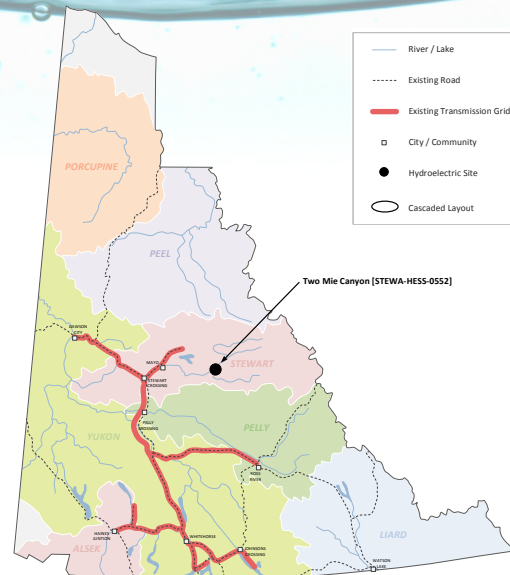 River / Lake
Existing Road
Existing Transmission Grid
City / Community
Hydroelectric Site
Cascaded Layout
PORCUPINE
PEEL
Two Mie Canyon [STEWA-HESS-0552]
DAWSON
CITY
MAYO
STEWART
STEWART
CROSSING
PELLY
CROSSING
YUKON
PELLY
ROSS
RIVER
HAINES
JUNCTION
WHITEHORSE
LIARD
ALSEK
JOHNSONS
CROSSING
WATSON
LAKE